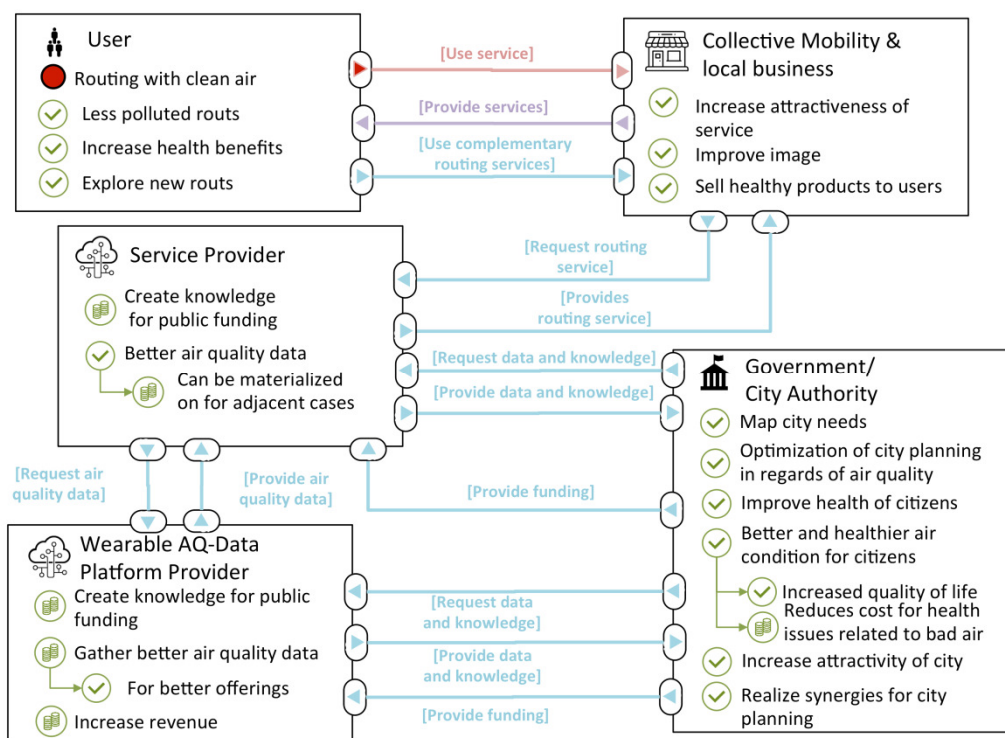 User
Routing with clean air
Less polluted routs
Increase health benefits
Explore new routs
[Use service]
[Provide services]
[Use complementary
routing services]
Collective Mobility &
local business
Increase attractiveness of
service
Improve image
Sell healthy products to users
Service Provider
Create knowledge
for public funding
Better air quality data
Can be materialized
on for adjacent cases
[Request routing
service]
[Provides
routing service]
[Request data and knowledge]
[Provide data and knowledge]
Government/
City Authority
Map city needs
Optimization of city planning
in regards of air quality
Improve health of citizens
Better and healthier air
condition for citizens
Increased quality of life
Reduces cost for health
issues related to bad air
Increase attractivity of city
Realize synergies for city
planning
[Request air
quality data]
[Provide air
quality data]
[Provide funding]
Wearable AQ-Data
Platform Provider
Create knowledge for public
funding
Gather better air quality data
For better offerings
Increase revenue
[Request data
and knowledge]
[Provide data
and knowledge]
[Provide funding]